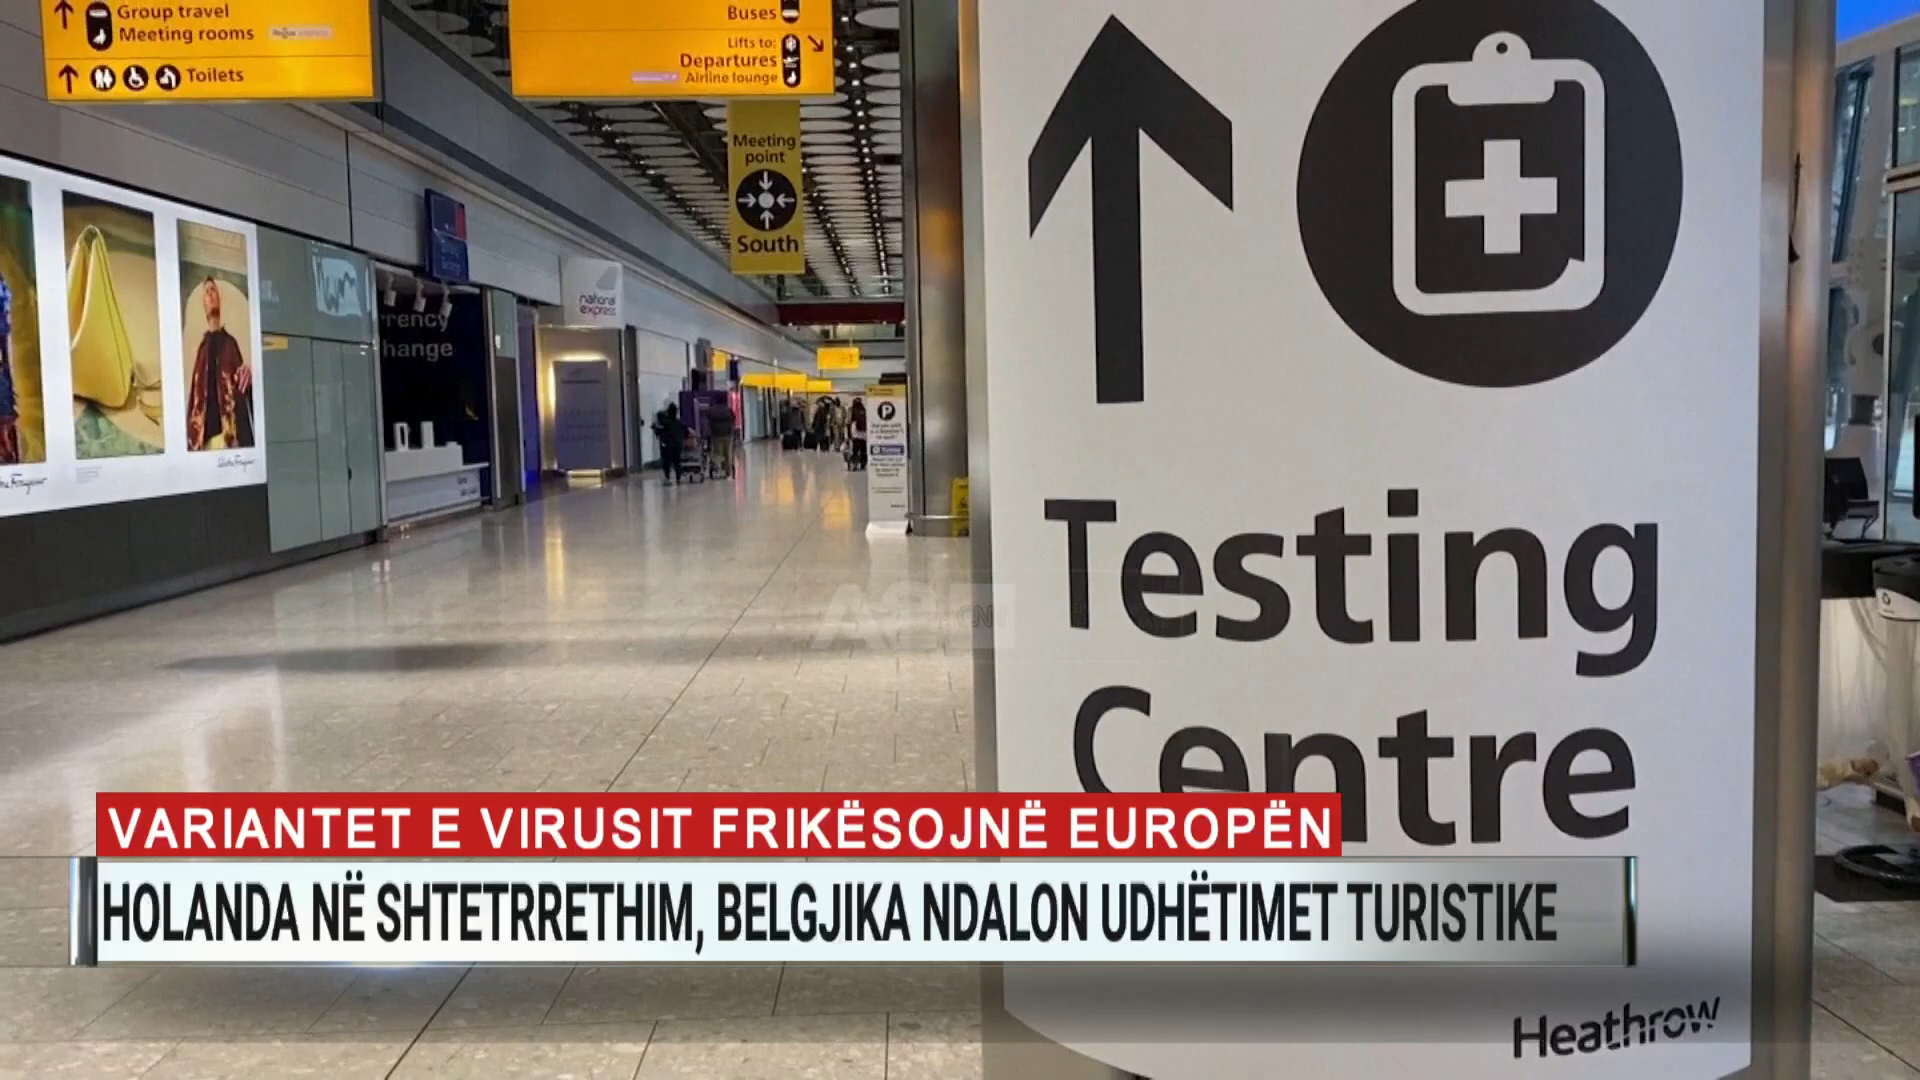 Group travel
Meeting rooms
Toilets
Buses
Lifts to:
Departures
Airline lounge
Meeting
point
South
national
express
rency
hange
Testing
Centre
VARIANTET E VIRUSIT FRIKËSOJNË EUROPËN
HOLANDA NË SHTETRRETHIM, BELGJIKA NDALON UDHËTIMET TURISTIKE
Heathrow